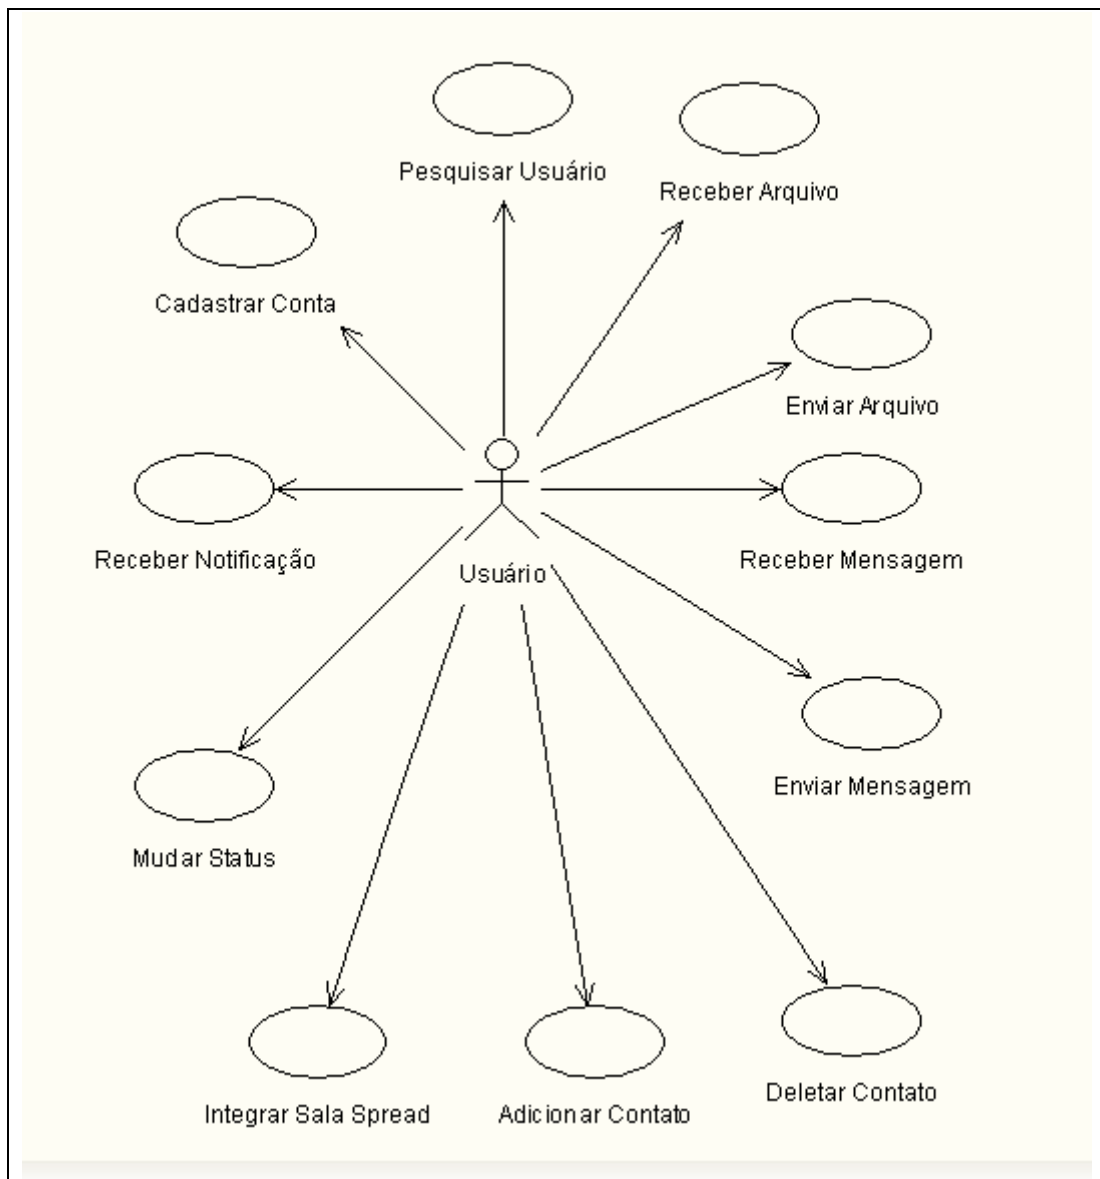 Pesquisar Usuário
Receber Arquivo
Cadastrar Conta
Enviar Arquivo
Receber Notificação
Usuário
Receber Mensagem
Enviar Mensagem
Mudar Status
Integrar Sala Spread
Adicionar Contato
Deletar Contato